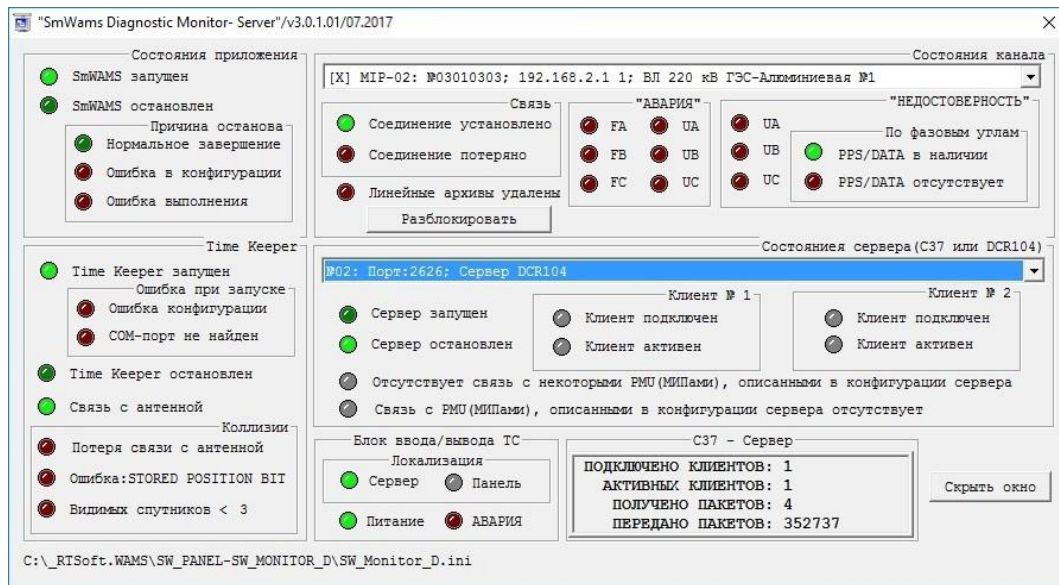 "SmWams Diagnostic Monitor- Server"/v3.0.1.01/07.2017
Состояния приложения
SmWAMS запущен
SmWAMS остановлен
Причина останова
Нормальное завершение
Ошибка в конфигурации
Ошибка выполнения
Состояния канала
[X] MIP-02: №03010303; 192.168.2.1 1; ВЛ 220 кВ ГЭС-Алюминиевая №1
Связь
Соединение установлено
Соединение потеряно
Линейные архивы удалены
Разблокировать
"АВАРИЯ"
FA UA
FB UB
FC UC
"НЕДОСТОВЕРНОСТЬ"
UA
UB
UC
По фазовым углам
PPS/DATA в наличии
PPS/DATA отсутствует
Time Keeper
Time Keeper запущен
Ошибка при запуске
Ошибка конфигурации
COM-порт не найден
Time Keeper остановлен
Связь с антенной
Коллизии
Потеря связи с антенной
Ошибка:STORED POSITION BIT
Видимых спутников < 3
Состояниея сервера(C37 или DCR104)
№02: Порт:2626; Сервер DCR104
Сервер запущен
Сервер остановлен
Клиент № 1
Клиент подключен
Клиент активен
Клиент № 2
Клиент подключен
Клиент активен
Отсутствует связь с некоторыми PMU(МИПами), описанными в конфигурации сервера
Связь с PMU(МИПами), описанными в конфигурации сервера отсутствует
Блок ввода/вывода ТС
Локализация
Сервер Панель
Питание АВАРИЯ
C37 - Сервер
ПОДКЛЮЧЕНО КЛИЕНТОВ: 1
АКТИВНЫХ КЛИЕНТОВ: 1
ПОЛУЧЕНО ПАКЕТОВ: 4
ПЕРЕДАНО ПАКЕТОВ: 352737
Скрыть окно
C:\_RTSoft.WAMS\SW_PANEL-SW_MONITOR_D\SW_Monitor_D.ini